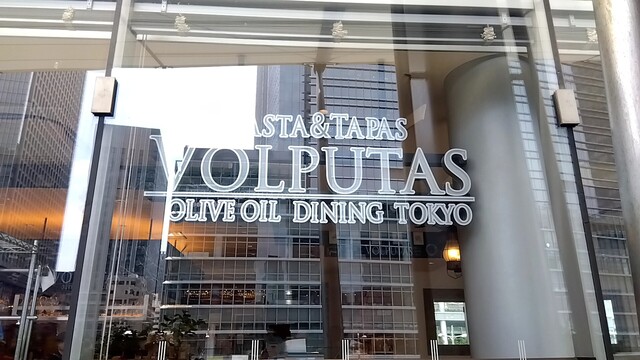 ASTA&TAPAS
VOLPUTAS
OLIVE OIL DINING TOKYO